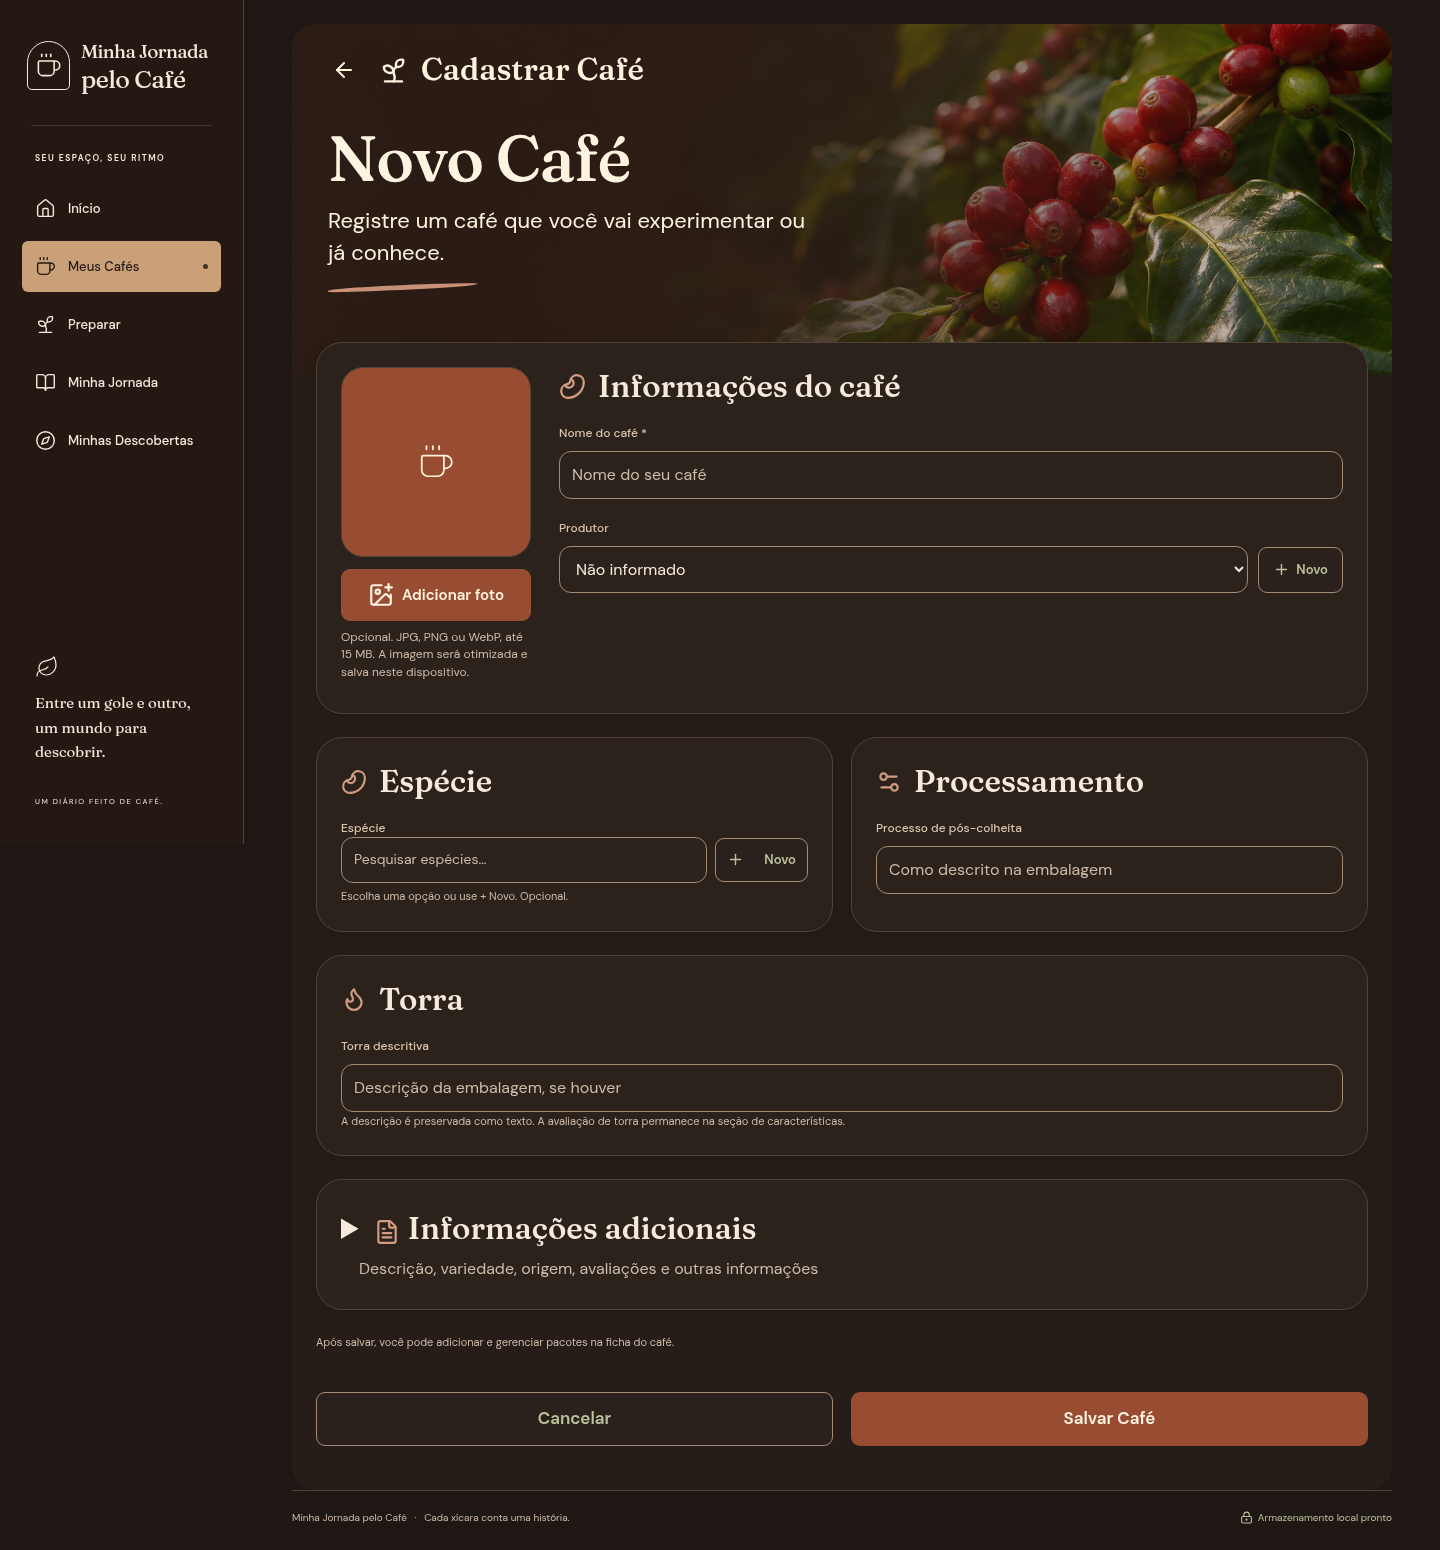 Minha Jornada
pelo Café
SEU ESPAÇO, SEU RITMO
Início
Meus Cafés
Preparar
Minha Jornada
Minhas Descobertas
Entre um gole e outro,
um mundo para
descobrir.
UM DIÁRIO FEITO DE CAFÉ.
Cadastrar Café
Novo Café
Registre um café que você vai experimentar ou
já conhece.
Adicionar foto
Opcional. JPG, PNG ou WebP, até
15 MB. A imagem será otimizada e
salva neste dispositivo.
Informações do café
Nome do café *
Nome do seu café
Produtor
Não informado
+ Novo
Espécie
Espécie
Pesquisar espécies...
+ Novo
Escolha uma opção ou use + Novo. Opcional.
Processamento
Processo de pós-colheita
Como descrito na embalagem
Torra
Torra descritiva
Descrição da embalagem, se houver
A descrição é preservada como texto. A avaliação de torra permanece na seção de características.
Informações adicionais
Descrição, variedade, origem, avaliações e outras informações
Após salvar, você pode adicionar e gerenciar pacotes na ficha do café.
Cancelar
Salvar Café
Minha Jornada pelo Café · Cada xícara conta uma história.
Armazenamento local pronto